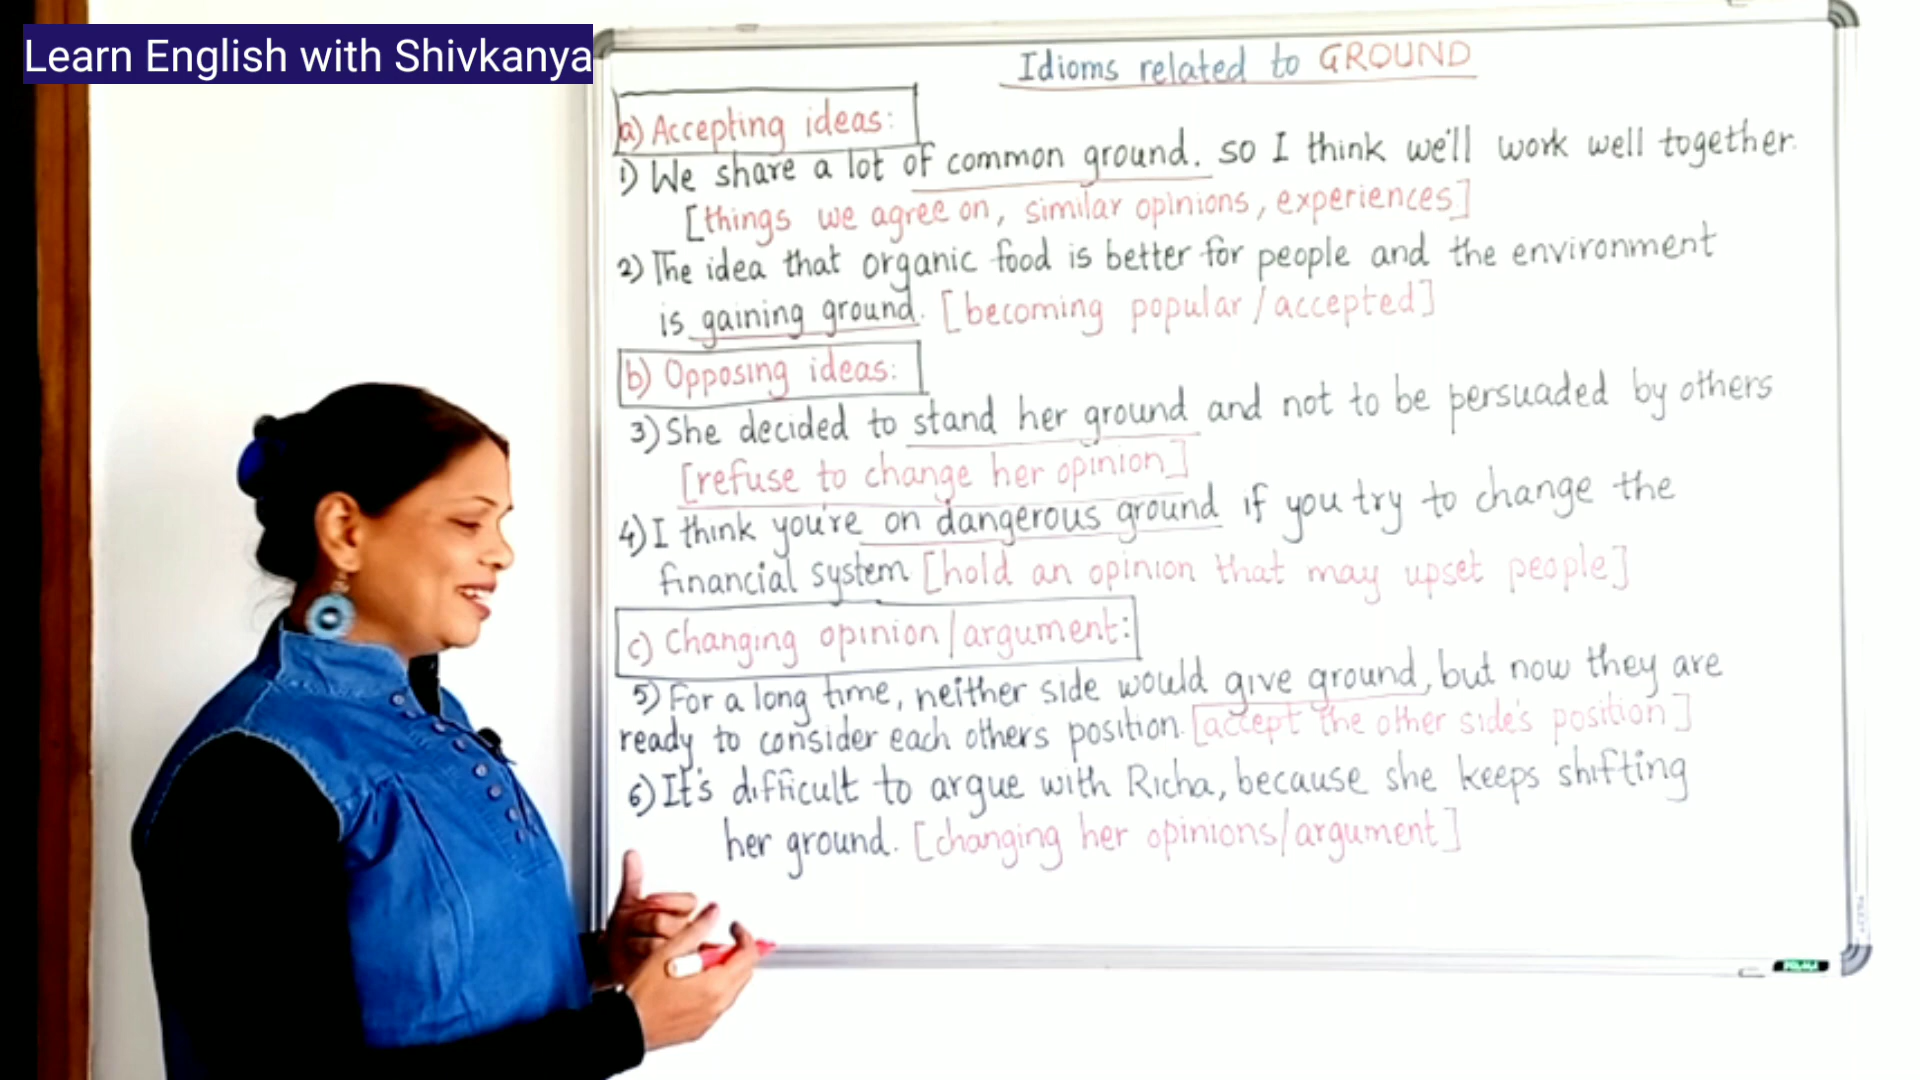 Learn English with Shivkanya
Idioms related to GROUND
a) Accepting ideas:
1) We share a lot of common ground. so I think we'll work well together.
[things we agree on, similar opinions, experiences]
2) The idea that organic food is better for people and the environment
is gaining ground. [becoming popular/accepted]
b) Opposing ideas:
3) She decided to stand her ground and not to be persuaded by others
[refuse to change her opinion]
4) I think you're on dangerous ground if you try to change the
financial system [hold an opinion that may upset people]
c) Changing opinion/argument:
5) For a long time, neither side would give ground, but now they are
ready to consider each others position. [accept the other side's position]
6) It's difficult to argue with Richa, because she keeps shifting
her ground. [changing her opinions/argument]